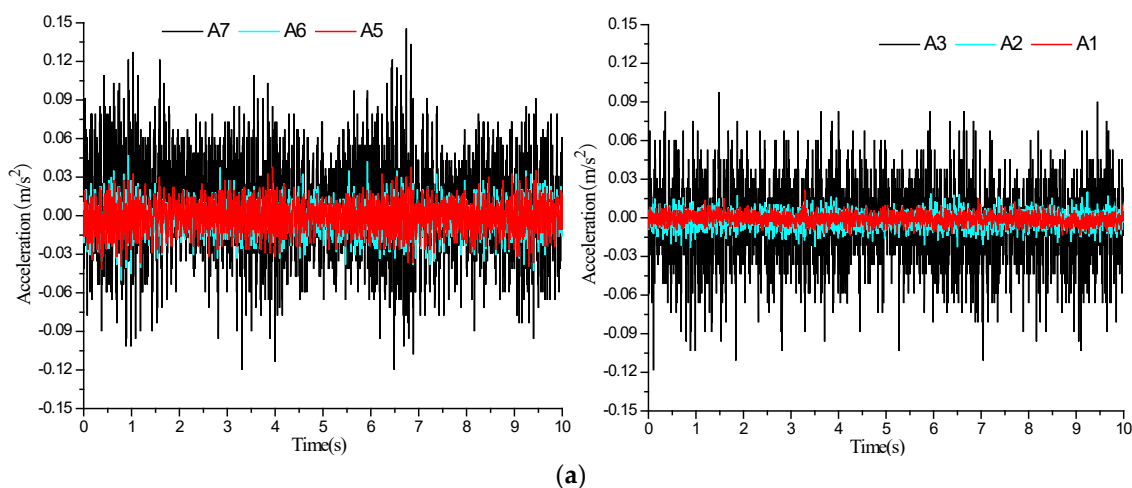 A7 A6 A5
0.15
0.12
0.09
0.06
0.03
0.00
-0.03
-0.06
-0.09
-0.12
-0.15
Acceleration (m/s²)
0 1 2 3 4 5 6 7 8 9 10
Time(s)
A3 A2 A1
0.15
0.12
0.09
0.06
0.03
0.00
-0.03
-0.06
-0.09
-0.12
-0.15
Acceleration (m/s²)
0 1 2 3 4 5 6 7 8 9 10
Time(s)
(a)